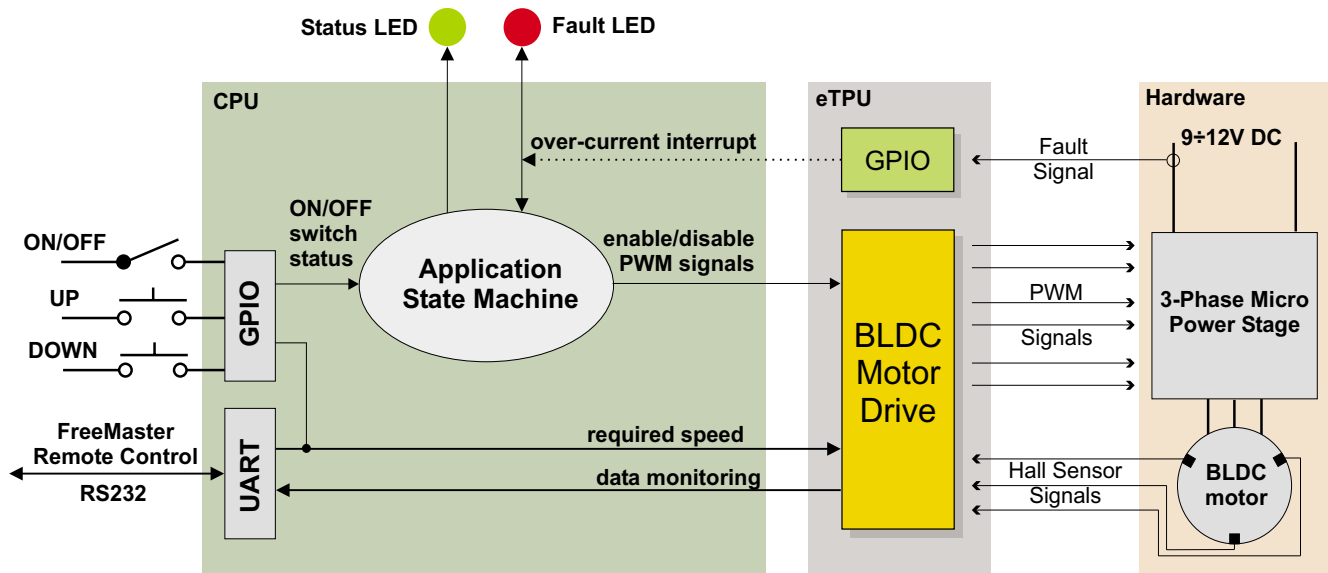 Status LED
Fault LED
CPU
eTPU
Hardware
over-current interrupt
GPIO
Fault
Signal
9÷12V DC
ON/OFF
switch
status
ON/OFF
UP
DOWN
GPIO
Application
State Machine
enable/disable
PWM signals
BLDC
Motor
Drive
PWM
Signals
3-Phase Micro
Power Stage
FreeMaster
Remote Control
RS232
UART
required speed
data monitoring
Hall Sensor
Signals
BLDC
motor